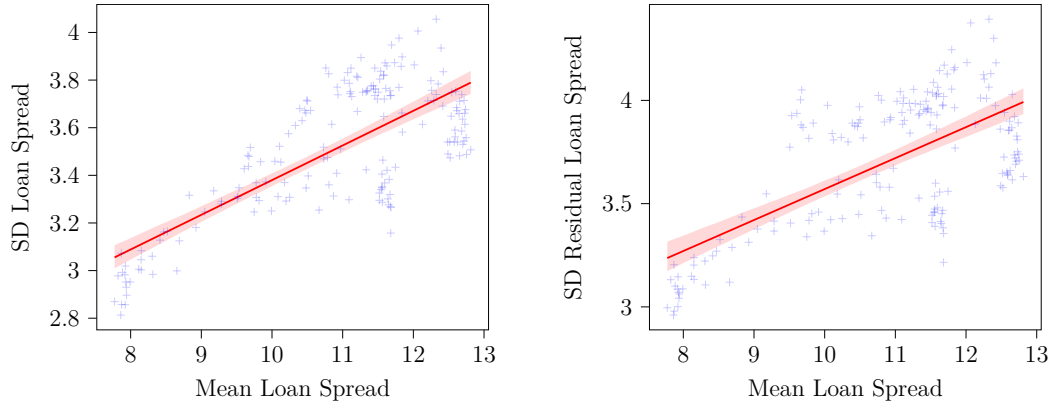 4
3.8
3.6
3.4
3.2
3
2.8
SD Loan Spread
8 9 10 11 12 13
Mean Loan Spread
4
3.5
3
SD Residual Loan Spread
8 9 10 11 12 13
Mean Loan Spread